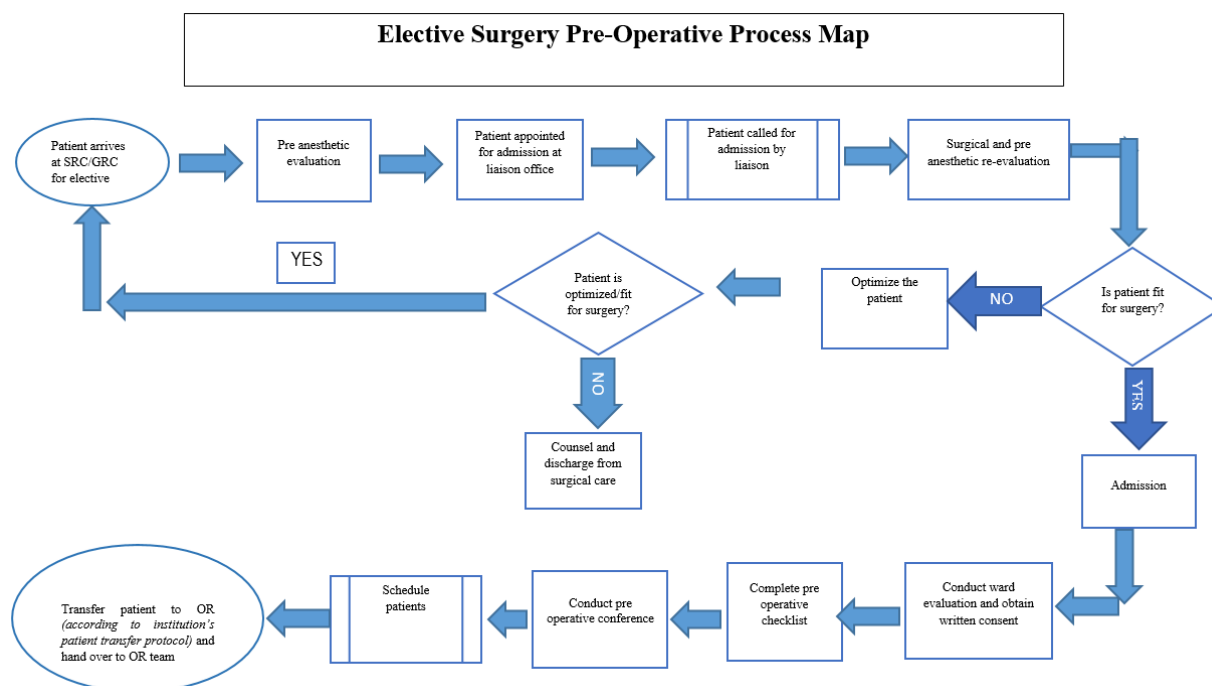 Elective Surgery Pre-Operative Process Map
Patient arrives
at SRC/GRC
for elective
Pre anesthetic
evaluation
Patient appointed
for admission at
liaison office
Patient called for
admission by
liaison
Surgical and pre
anesthetic re-evaluation
YES
Patient is
optimized/fit
for surgery?
Optimize the
patient
NO
Is patient fit
for surgery?
NO
YES
Counsel and
discharge from
surgical care
Admission
Transfer patient to OR
(according to institution's
patient transfer protocol) and
hand over to OR team
Schedule
patients
Conduct pre
operative conference
Complete pre
operative
checklist
Conduct ward
evaluation and obtain
written consent